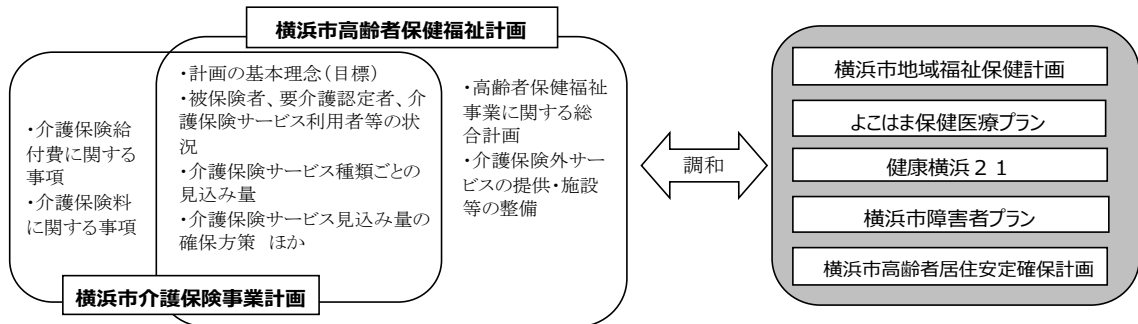 横浜市高齢者保健福祉計画
・介護保険給
付費に関する
事項
・介護保険料
に関する事項
・計画の基本理念(目標)
・被保険者、要介護認定者、介
護保険サービス利用者等の状
況
・介護保険サービス種類ごとの
見込み量
・介護保険サービス見込み量の
確保方策 ほか
・高齢者保健福祉
事業に関する総
合計画
・介護保険外サー
ビスの提供・施設
等の整備
横浜市介護保険事業計画
調和
横浜市地域福祉保健計画
よこはま保健医療プラン
健康横浜21
横浜市障害者プラン
横浜市高齢者居住安定確保計画